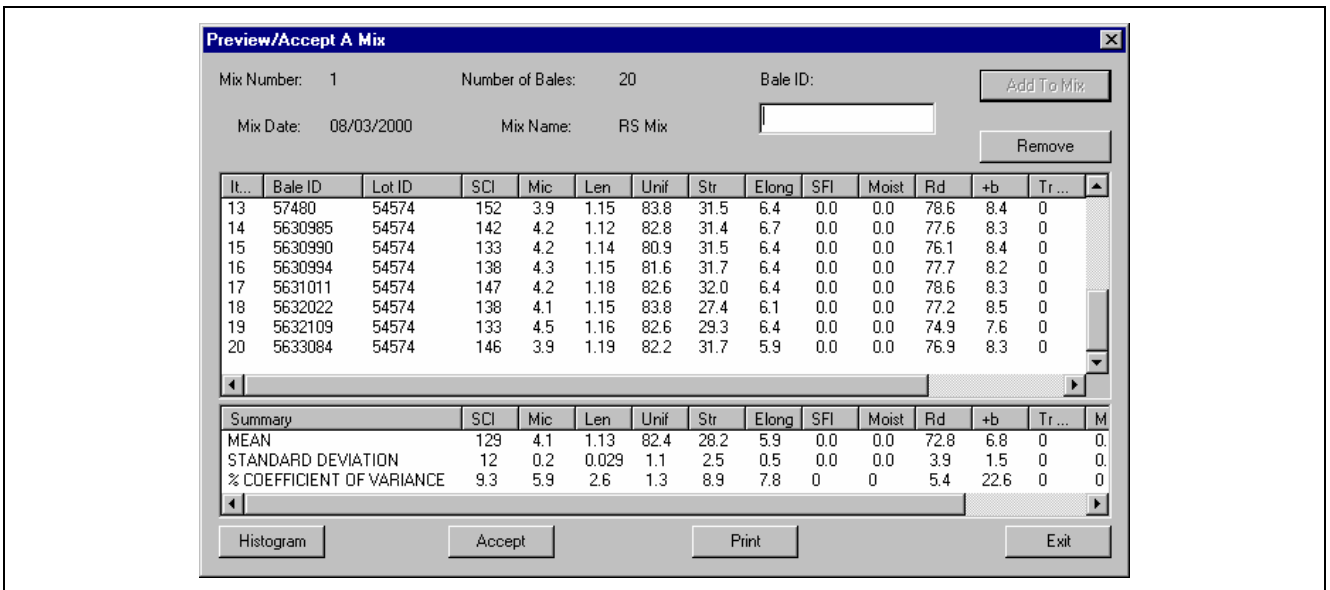 Preview/Accept A Mix
Mix Number: 1 Number of Bales: 20 Bale ID: Add To Mix
Mix Date: 08/03/2000 Mix Name: RS Mix
Remove
It... Bale ID Lot ID SCI Mic Len Unif Str Elong SFI Moist Rd +b Tr ...
13 57480 54574 152 3.9 1.15 83.8 31.5 6.4 0.0 0.0 78.6 8.4 0
14 5630985 54574 142 4.2 1.12 82.8 31.4 6.7 0.0 0.0 77.6 8.3 0
15 5630990 54574 133 4.2 1.14 80.9 31.5 6.4 0.0 0.0 76.1 8.4 0
16 5630994 54574 138 4.3 1.15 81.6 31.7 6.4 0.0 0.0 77.7 8.2 0
17 5631011 54574 147 4.2 1.18 82.6 32.0 6.4 0.0 0.0 78.6 8.3 0
18 5632022 54574 138 4.1 1.15 83.8 27.4 6.1 0.0 0.0 77.2 8.5 0
19 5632109 54574 133 4.5 1.16 82.6 29.3 6.4 0.0 0.0 74.9 7.6 0
20 5633084 54574 146 3.9 1.19 82.2 31.7 5.9 0.0 0.0 76.9 8.3 0
Summary SCI Mic Len Unif Str Elong SFI Moist Rd +b Tr ... M
MEAN 129 4.1 1.13 82.4 28.2 5.9 0.0 0.0 72.8 6.8 0 0.
STANDARD DEVIATION 12 0.2 0.029 1.1 2.5 0.5 0.0 0.0 3.9 1.5 0 0.
% COEFFICIENT OF VARIANCE 9.3 5.9 2.6 1.3 8.9 7.8 0 0 5.4 22.6 0 0
Histogram Accept Print Exit